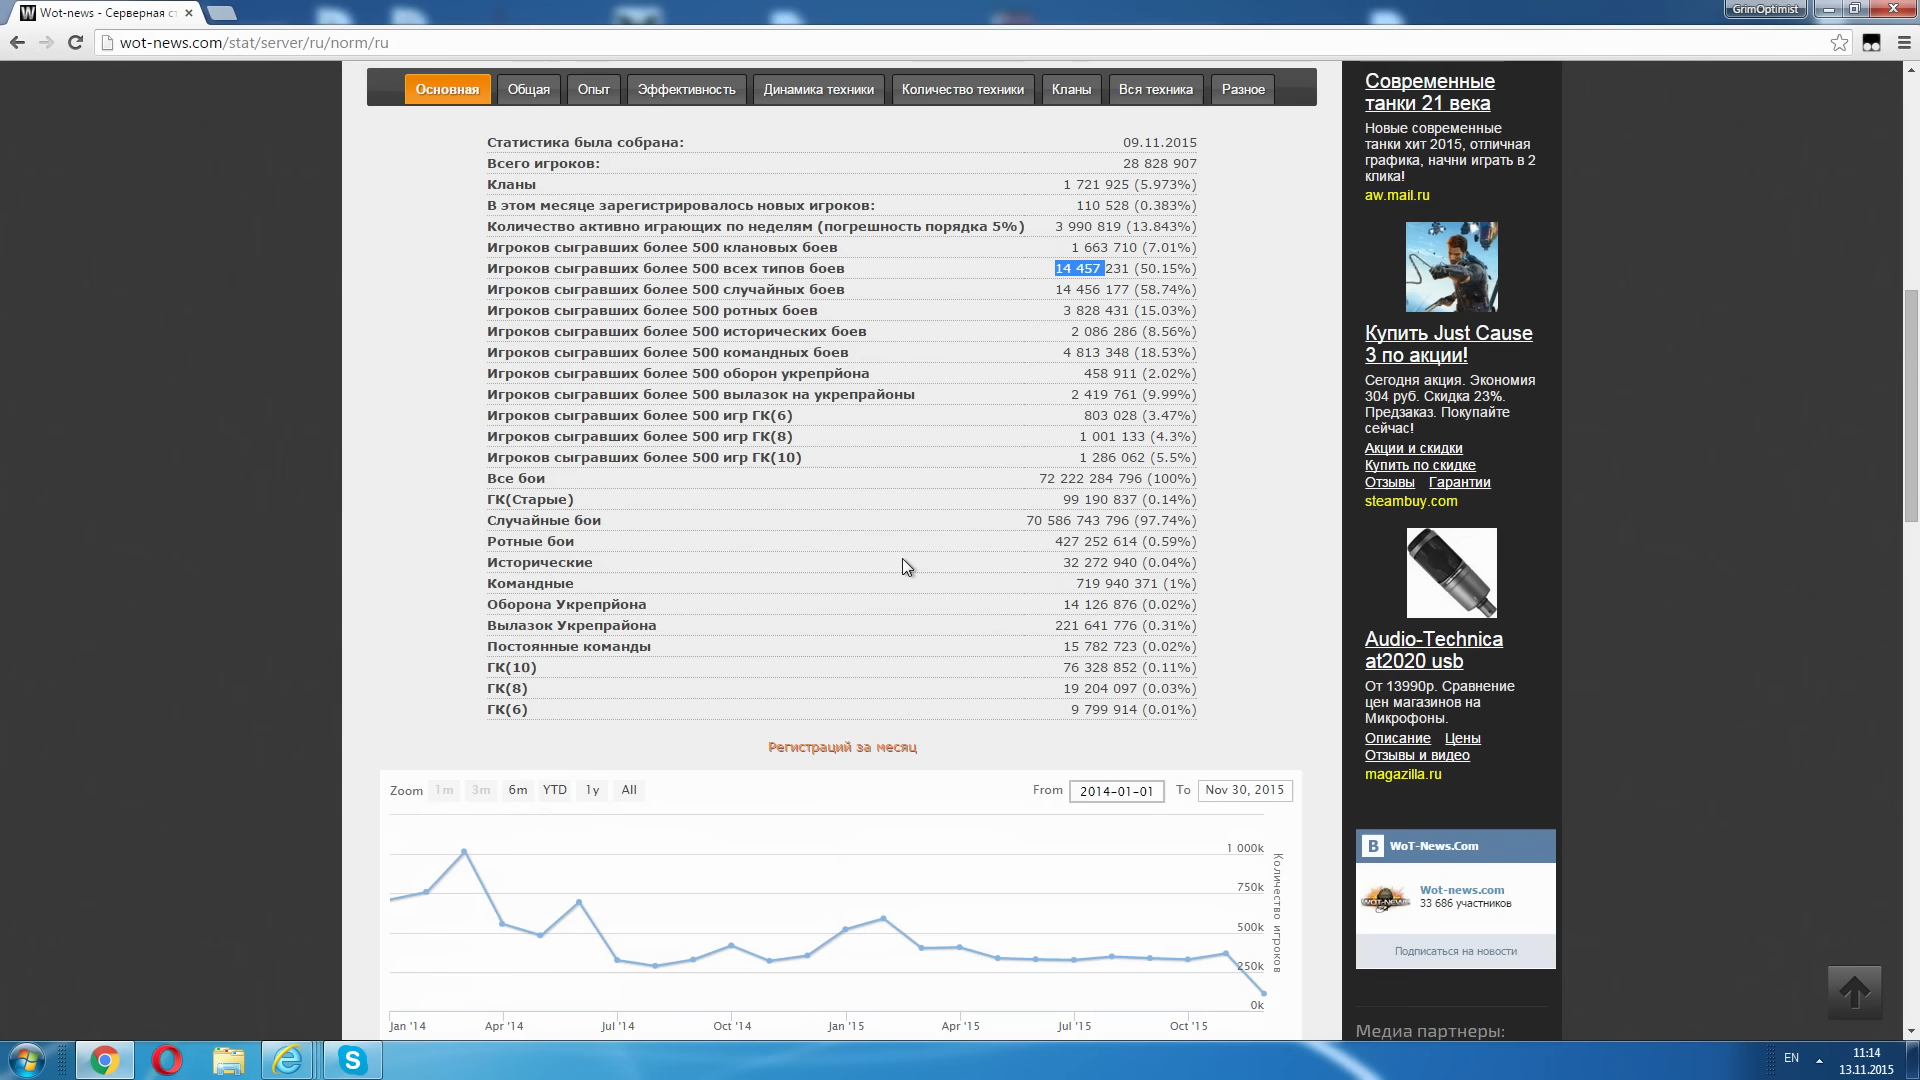 Wot-news - Серверная ст
GrimOptimist
wot-news.com/stat/server/ru/norm/ru
Основная Общая Опыт Эффективность Динамика техники Количество техники Кланы Вся техника Разное
Статистика была собрана: 09.11.2015
Всего игроков: 28 828 907
Кланы 1 721 925 (5.973%)
В этом месяце зарегистрировалось новых игроков: 110 528 (0.383%)
Количество активно играющих по неделям (погрешность порядка 5%) 3 990 819 (13.843%)
Игроков сыгравших более 500 клановых боев 1 663 710 (7.01%)
Игроков сыгравших более 500 всех типов боев 14 457 231 (50.15%)
Игроков сыгравших более 500 случайных боев 14 456 177 (58.74%)
Игроков сыгравших более 500 ротных боев 3 828 431 (15.03%)
Игроков сыгравших более 500 исторических боев 2 086 286 (8.56%)
Игроков сыгравших более 500 командных боев 4 813 348 (18.53%)
Игроков сыгравших более 500 оборон укрепрйона 458 911 (2.02%)
Игроков сыгравших более 500 вылазок на укрепрайоны 2 419 761 (9.99%)
Игроков сыгравших более 500 игр ГК(6) 803 028 (3.47%)
Игроков сыгравших более 500 игр ГК(8) 1 001 133 (4.3%)
Игроков сыгравших более 500 игр ГК(10) 1 286 062 (5.5%)
Все бои 72 222 284 796 (100%)
ГК(Старые) 99 190 837 (0.14%)
Случайные бои 70 586 743 796 (97.74%)
Ротные бои 427 252 614 (0.59%)
Исторические 32 272 940 (0.04%)
Командные 719 940 371 (1%)
Оборона Укрепрйона 14 126 876 (0.02%)
Вылазок Укрепрайона 221 641 776 (0.31%)
Постоянные команды 15 782 723 (0.02%)
ГК(10) 76 328 852 (0.11%)
ГК(8) 19 204 097 (0.03%)
ГК(6) 9 799 914 (0.01%)
Регистраций за месяц
Zoom 1m 3m 6m YTD 1y All From 2014-01-01 To Nov 30, 2015
1 000k
750k
500k
250k
0k
Количество игроков
Jan '14 Apr '14 Jul '14 Oct '14 Jan '15 Apr '15 Jul '15 Oct '15
Современные
танки 21 века
Новые современные
танки хит 2015, отличная
графика, начни играть в 2
клика!
aw.mail.ru
Купить Just Cause
3 по акции!
Сегодня акция. Экономия
304 руб. Скидка 23%.
Предзаказ. Покупайте
сейчас!
Акции и скидки
Купить по скидке
Отзывы Гарантии
steambuy.com
Audio-Technica
at2020 usb
От 13990р. Сравнение
цен магазинов на
Микрофоны.
Описание Цены
Отзывы и видео
magazilla.ru
B WoT-News.Com
WOT-NEWS
Wot-news.com
33 686 участников
Подписаться на новости
Медиа партнеры:
EN
11:14
13.11.2015